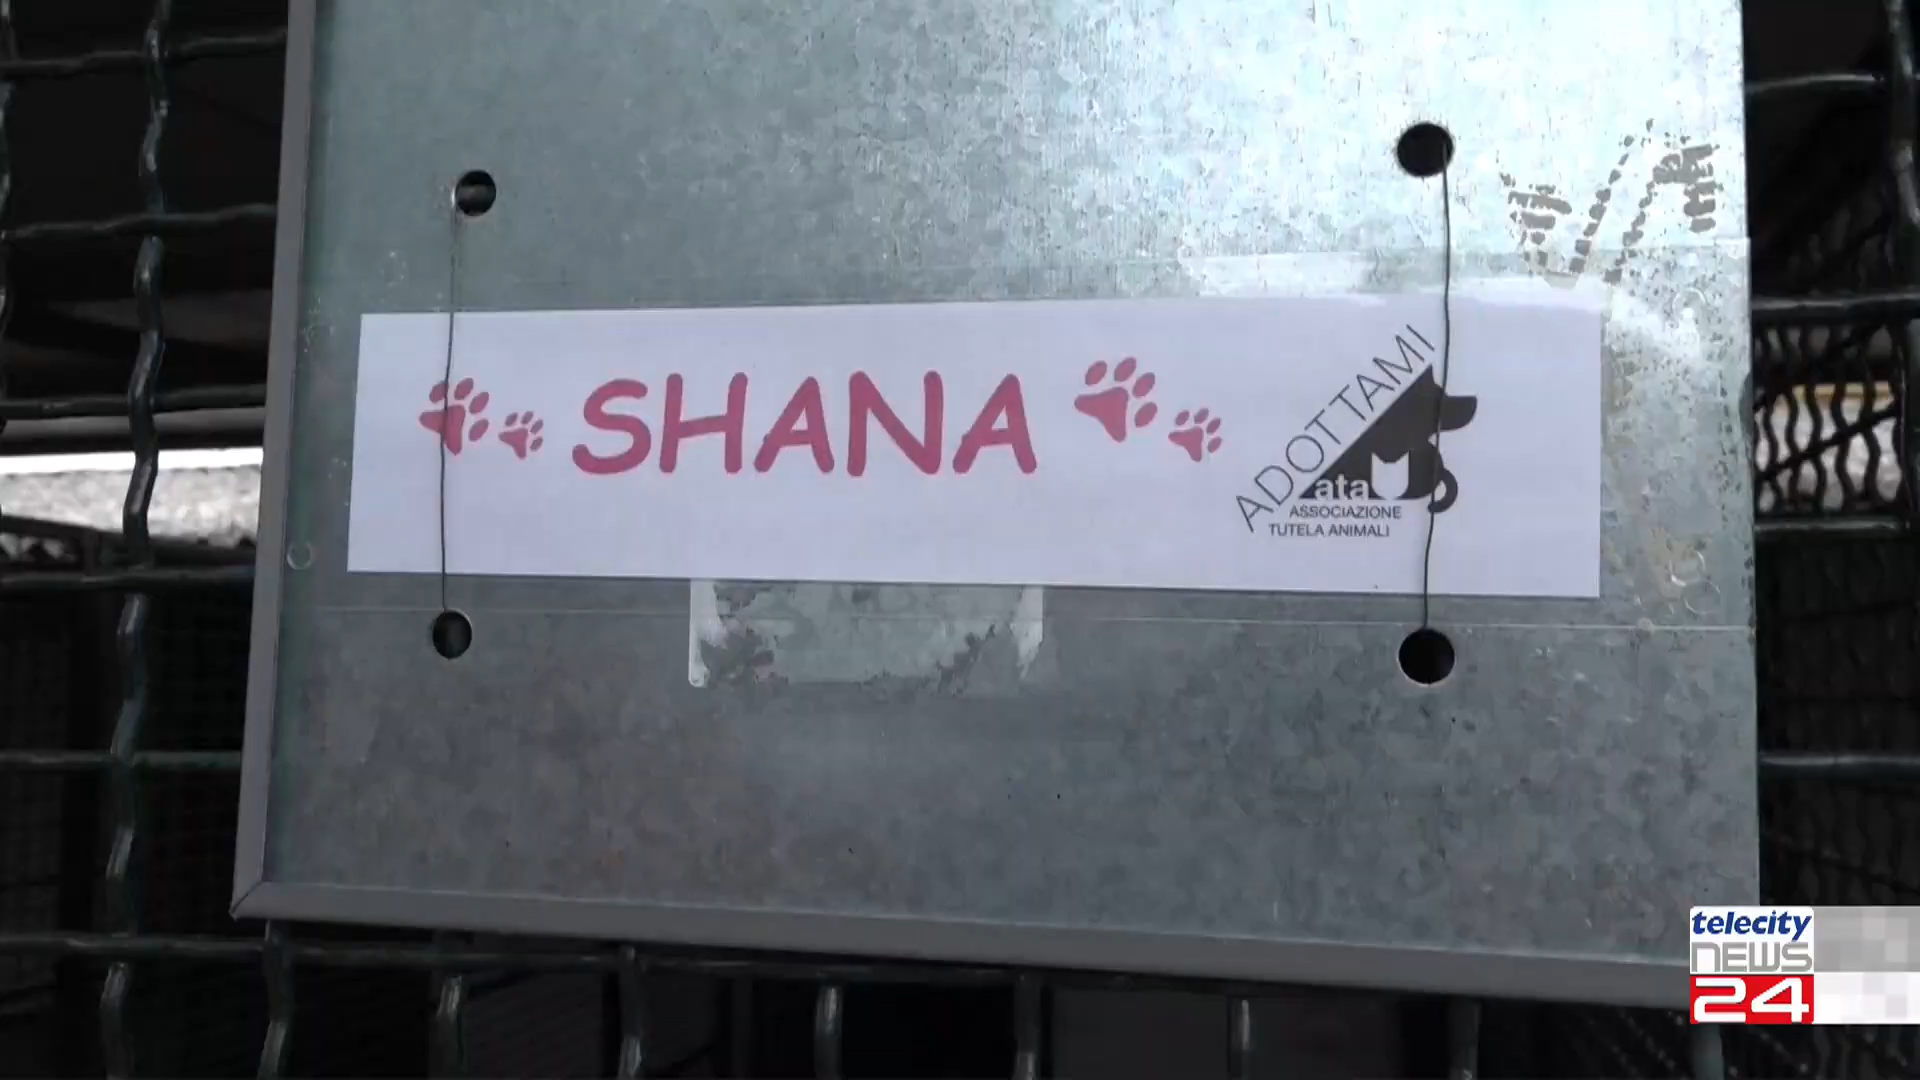 SHANA
ADOTTAMI
ata
ASSOCIAZIONE
TUTELA ANIMALI
telecity
NEWS
24